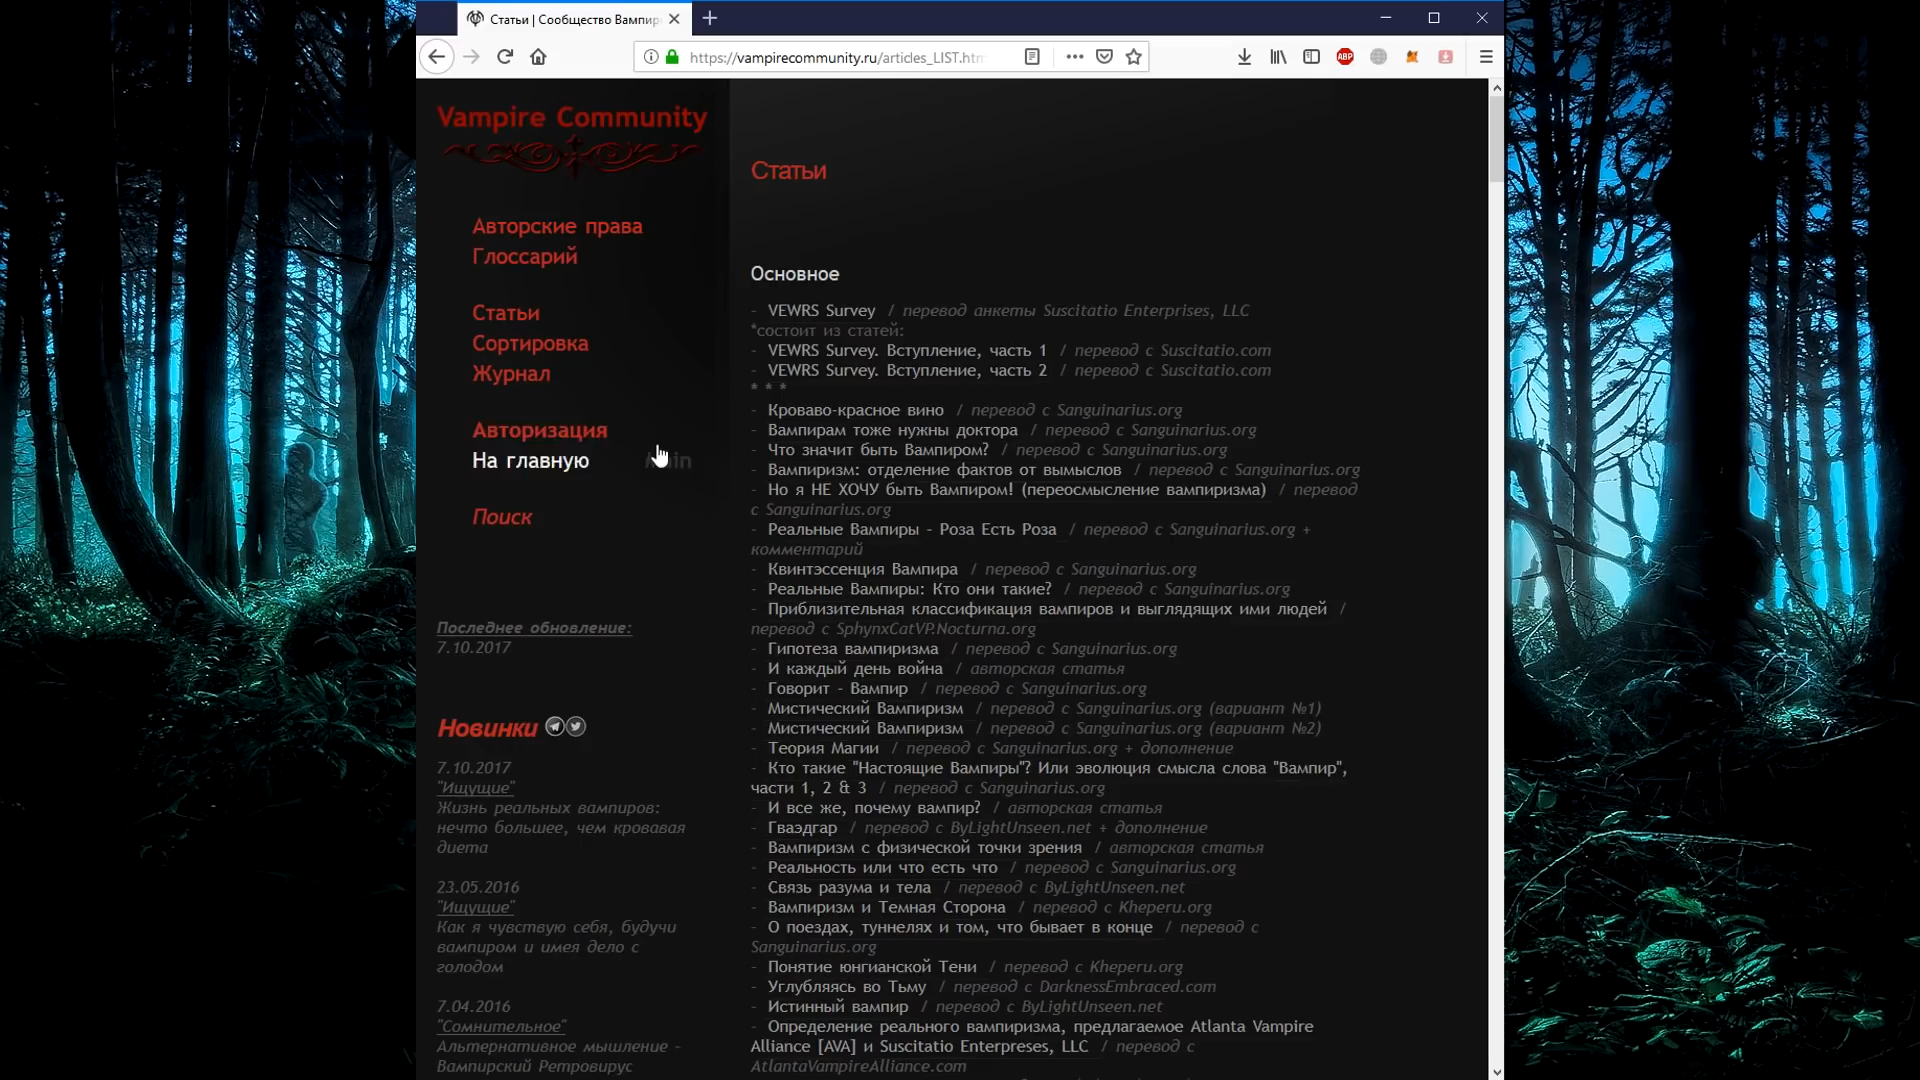 Статьи | Сообщество Вампир
https://vampirecommunity.ru/articles_LIST.htm
ABP
Vampire Community
Авторские права
Глоссарий
Статьи
Сортировка
Журнал
Авторизация
На главную
Поиск
Последнее обновление:
7.10.2017
Новинки
7.10.2017
"Ищущие"
Жизнь реальных вампиров:
нечто большее, чем кровавая
диета
23.05.2016
"Ищущие"
Как я чувствую себя, будучи
вампиром и имея дело с
голодом
7.04.2016
"Сомнительное"
Альтернативное мышление -
Вампирский Ретровирус
Статьи
Основное
- VEWRS Survey / перевод анкеты Suscitatio Enterprises, LLC
*состоит из статей:
- VEWRS Survey. Вступление, часть 1 / перевод с Suscitatio.com
- VEWRS Survey. Вступление, часть 2 / перевод с Suscitatio.com
* * *
- Кроваво-красное вино / перевод с Sanguinarius.org
- Вампирам тоже нужны доктора / перевод с Sanguinarius.org
- Что значит быть Вампиром? / перевод с Sanguinarius.org
- Вампиризм: отделение фактов от вымыслов / перевод с Sanguinarius.org
- Но я НЕ ХОЧУ быть Вампиром! (переосмысление вампиризма) / перевод
с Sanguinarius.org
- Реальные Вампиры - Роза Есть Роза / перевод с Sanguinarius.org +
комментарий
- Квинтэссенция Вампира / перевод с Sanguinarius.org
- Реальные Вампиры: Кто они такие? / перевод с Sanguinarius.org
- Приблизительная классификация вампиров и выглядящих ими людей /
перевод с SphynxCatVP.Nocturna.org
- Гипотеза вампиризма / перевод с Sanguinarius.org
- И каждый день война / авторская статья
- Говорит - Вампир / перевод с Sanguinarius.org
- Мистический Вампиризм / перевод с Sanguinarius.org (вариант №1)
- Мистический Вампиризм / перевод с Sanguinarius.org (вариант №2)
- Теория Магии / перевод с Sanguinarius.org + дополнение
- Кто такие "Настоящие Вампиры"? Или эволюция смысла слова "Вампир",
части 1, 2 & 3 / перевод с Sanguinarius.org
- И все же, почему вампир? / авторская статья
- Гваэдгар / перевод с ByLightUnseen.net + дополнение
- Вампиризм с физической точки зрения / авторская статья
- Реальность или что есть что / перевод с Sanguinarius.org
- Связь разума и тела / перевод с ByLightUnseen.net
- Вампиризм и Темная Сторона / перевод с Kheperu.org
- О поездах, туннелях и том, что бывает в конце / перевод с
Sanguinarius.org
- Понятие юнгианской Тени / перевод с Kheperu.org
- Углубляясь во Тьму / перевод с DarknessEmbraced.com
- Истинный вампир / перевод с ByLightUnseen.net
- Определение реального вампиризма, предлагаемое Atlanta Vampire
Alliance [AVA] и Suscitatio Enterpreses, LLC / перевод с
AtlantaVampireAlliance.com